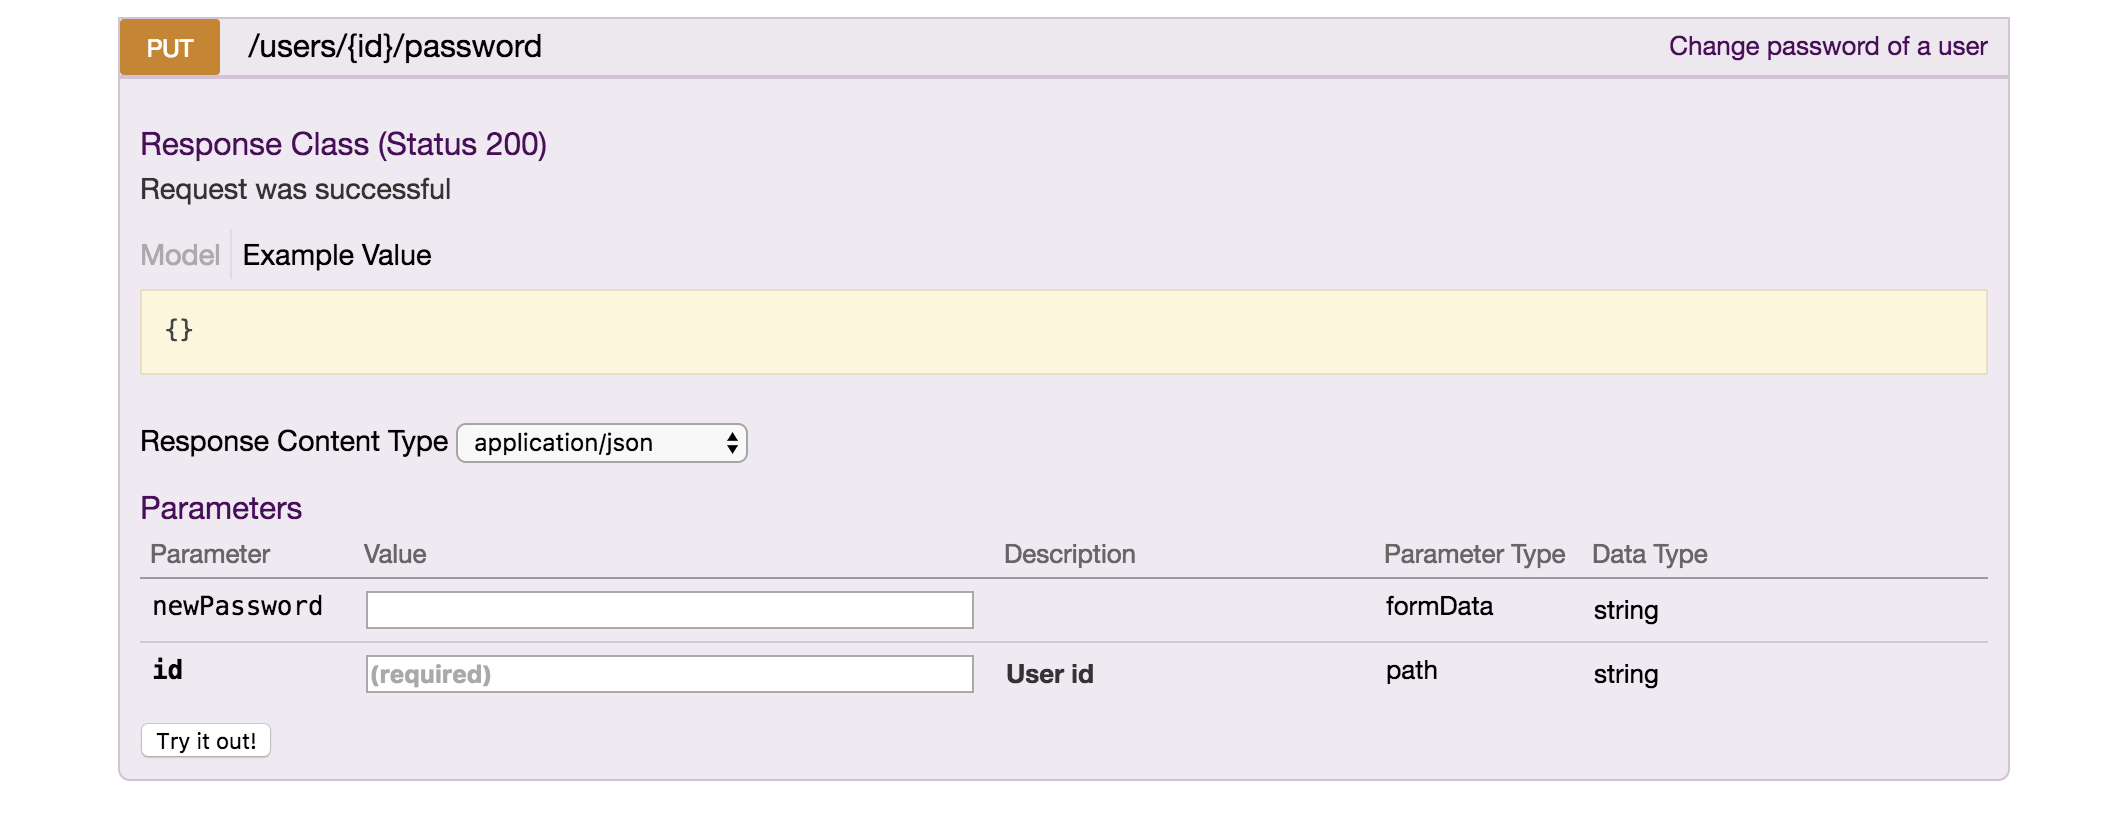 PUT /users/{id}/password Change password of a user
Response Class (Status 200)
Request was successful
Model Example Value
{}
Response Content Type application/json
Parameters
Parameter Value Description Parameter Type Data Type
newPassword formData string
id (required) User id path string
Try it out!